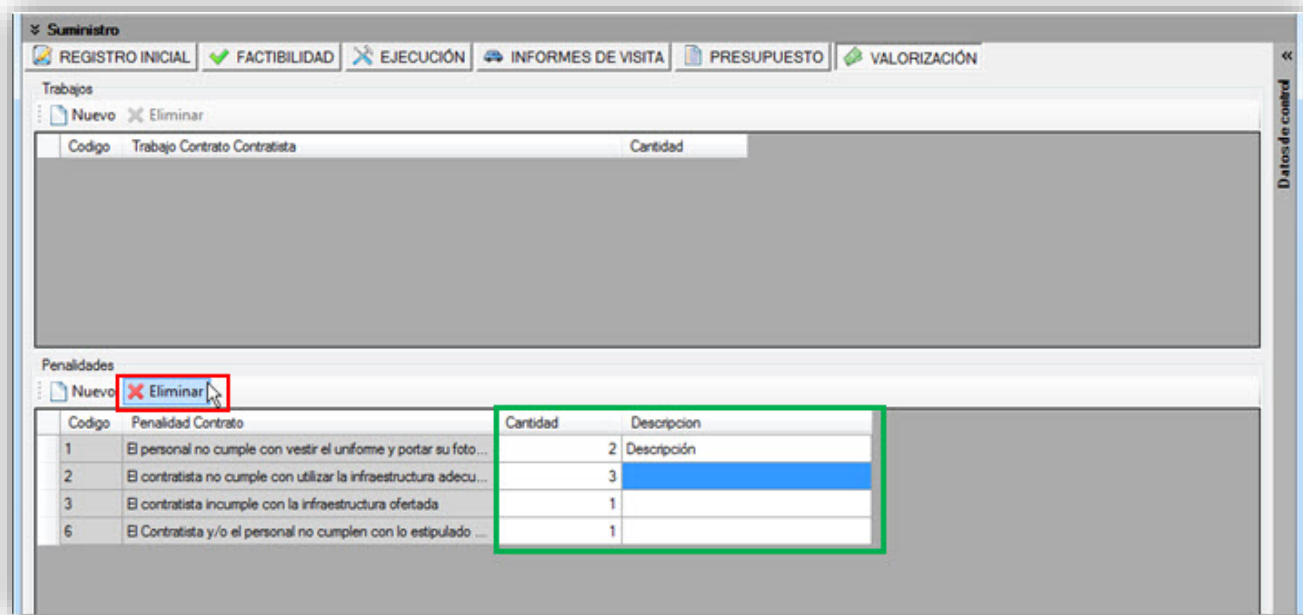 Suministro
REGISTRO INICIAL FACTIBILIDAD EJECUCIÓN INFORMES DE VISITA PRESUPUESTO VALORIZACIÓN
Datos de control
Trabajos
Nuevo Eliminar
Codigo Trabajo Contrato Contratista Cantidad
Penalidades
Nuevo Eliminar
Codigo Penalidad Contrato Cantidad Descripcion
1 El personal no cumple con vestir el uniforme y portar su foto... 2 Descripción
2 El contratista no cumple con utilizar la infraestructura adecu... 3
3 El contratista incumple con la infraestructura ofertada 1
6 El Contratista y/o el personal no cumplen con lo estipulado ... 1